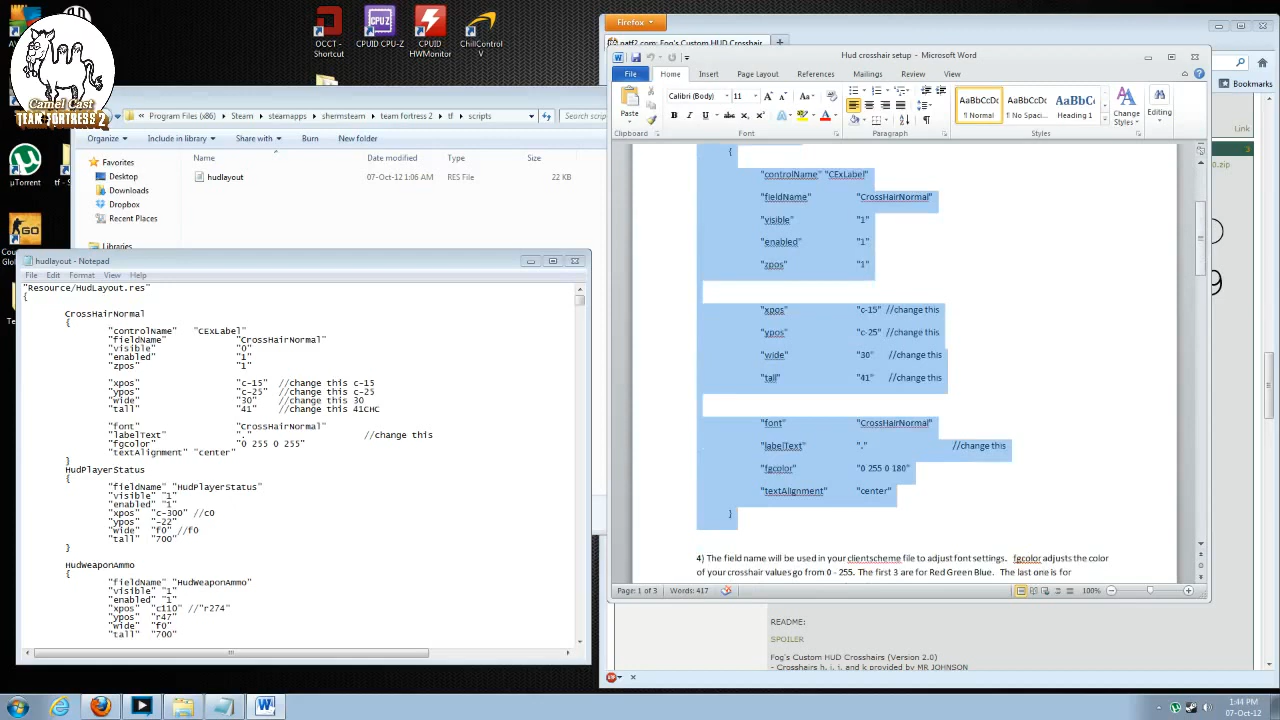 OCCT - Shortcut
CPUID CPU-Z
CPUID HWMonitor
ChillControl V
Camel Cast
TEAM FORTRESS 2
Program Files (x86) Steam steamapps shermsteam team fortress 2 tf scripts
Organize Include in library Share with Burn New folder
Favorites
Desktop
Downloads
Dropbox
Recent Places
Libraries
Name Date modified Type Size
hudlayout 07-Oct-12 1:06 AM RES File 22 KB
µTorrent
hudlayout - Notepad
File Edit Format View Help
"Resource/HudLayout.res"
{
CrossHairNormal
{
"controlName" "CExLabel"
"fieldName" "CrossHairNormal"
"visible" "0"
"enabled" "1"
"zpos" "1"
"xpos" "c-15" //change this c-15
"ypos" "c-25" //change this c-25
"wide" "30" //change this 30
"tall" "41" //change this 41CHC
"font" "CrossHairNormal"
"labelText" "." //change this
"fgcolor" "0 255 0 255"
"textAlignment" "center"
}
HudPlayerStatus
{
"fieldName" "HudPlayerStatus"
"visible" "1"
"enabled" "1"
"xpos" "c-300" //c0
"ypos" "-22"
"wide" "f0" //f0
"tall" "700"
}
HudWeaponAmmo
{
"fieldName" "HudWeaponAmmo"
"visible" "1"
"enabled" "1"
"xpos" "c110" //"r274"
"ypos" "r47"
"wide" "f0"
"tall" "700"
Firefox
natf2.com: Fog's Custom HUD Crosshair
Bookmarks
Link
3
0.zip
Hud crosshair setup - Microsoft Word
File Home Insert Page Layout References Mailings Review View
Paste
Calibri (Body) 11
AaBbCcDc AaBbCcDc AaBbC
¶ Normal ¶ No Spaci... Heading 1
Change Styles
Editing
Clipboard Font Paragraph Styles
{
"controlName" "CExLabel"
"fieldName" "CrossHairNormal"
"visible" "1"
"enabled" "1"
"zpos" "1"
"xpos" "c-15" //change this
"ypos" "c-25" //change this
"wide" "30" //change this
"tall" "41" //change this
"font" "CrossHairNormal"
"labelText" "." //change this
"fgcolor" "0 255 0 180"
"textAlignment" "center"
}
4) The field name will be used in your clientscheme file to adjust font settings. fgcolor adjusts the color
of your crosshair values go from 0 - 255. The first 3 are for Red Green Blue. The last one is for
Page: 1 of 3 Words: 417 100%
README:
SPOILER
Fog's Custom HUD Crosshairs (Version 2.0)
- Crosshairs h, i, j, and k provided by MR JOHNSON
1:44 PM
07-Oct-12